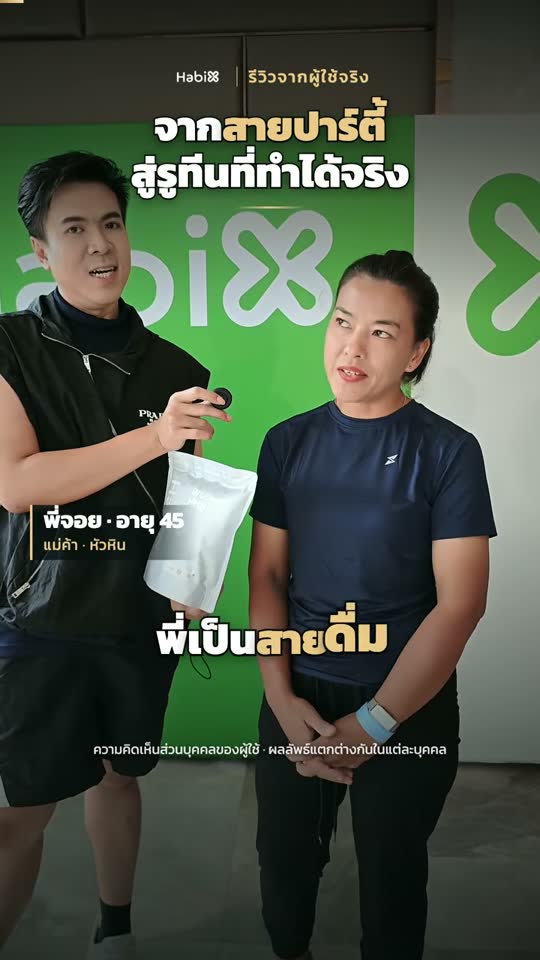 HabiX | รีวิวจากผู้ใช้จริง
จากสายปาร์ตี้
สู่รูทีนที่ทำได้จริง
abiX
PRADA
พี่จอย · อายุ 45
แม่ค้า · หัวหิน
พี่เป็นสายดื่ม
ความคิดเห็นส่วนบุคคลของผู้ใช้ · ผลลัพธ์แตกต่างกันในแต่ละบุคคล